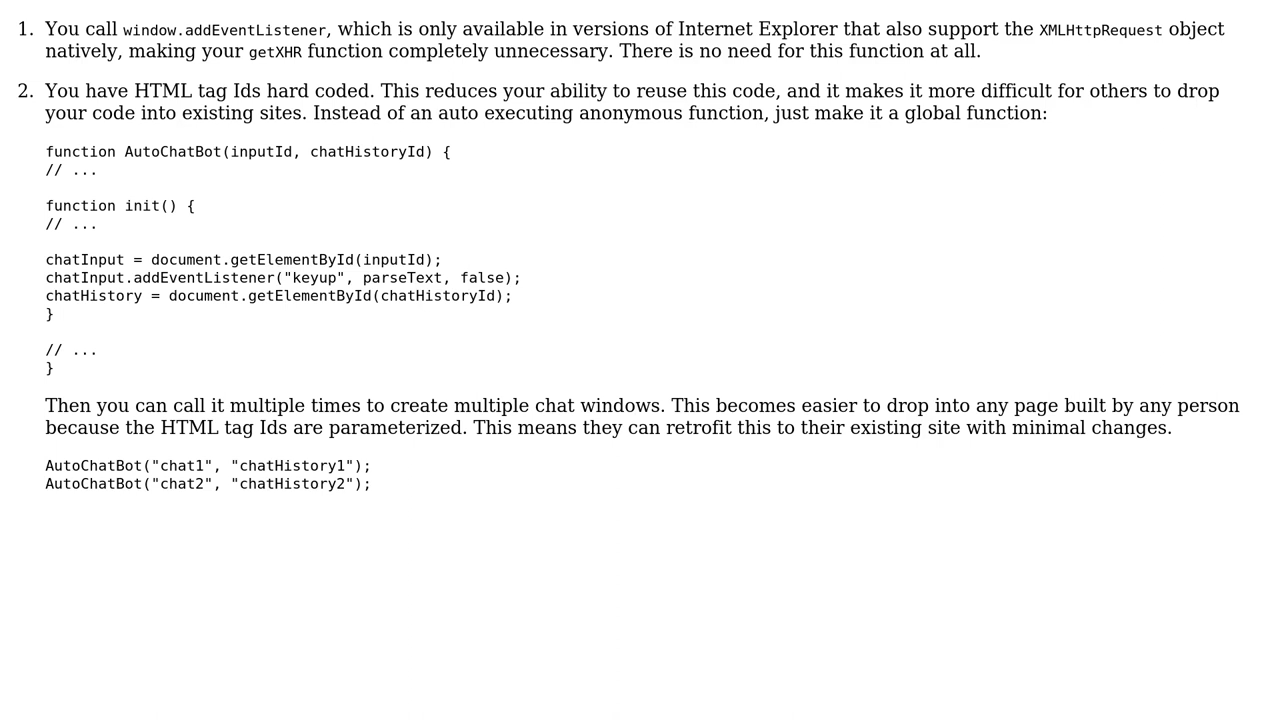 1. You call window.addEventListener, which is only available in versions of Internet Explorer that also support the XMLHttpRequest object
natively, making your getXHR function completely unnecessary. There is no need for this function at all.
2. You have HTML tag Ids hard coded. This reduces your ability to reuse this code, and it makes it more difficult for others to drop
your code into existing sites. Instead of an auto executing anonymous function, just make it a global function:
function AutoChatBot(inputId, chatHistoryId) {
// ...
function init() {
// ...
chatInput = document.getElementById(inputId);
chatInput.addEventListener("keyup", parseText, false);
chatHistory = document.getElementById(chatHistoryId);
}
// ...
}
Then you can call it multiple times to create multiple chat windows. This becomes easier to drop into any page built by any person
because the HTML tag Ids are parameterized. This means they can retrofit this to their existing site with minimal changes.
AutoChatBot("chat1", "chatHistory1");
AutoChatBot("chat2", "chatHistory2");